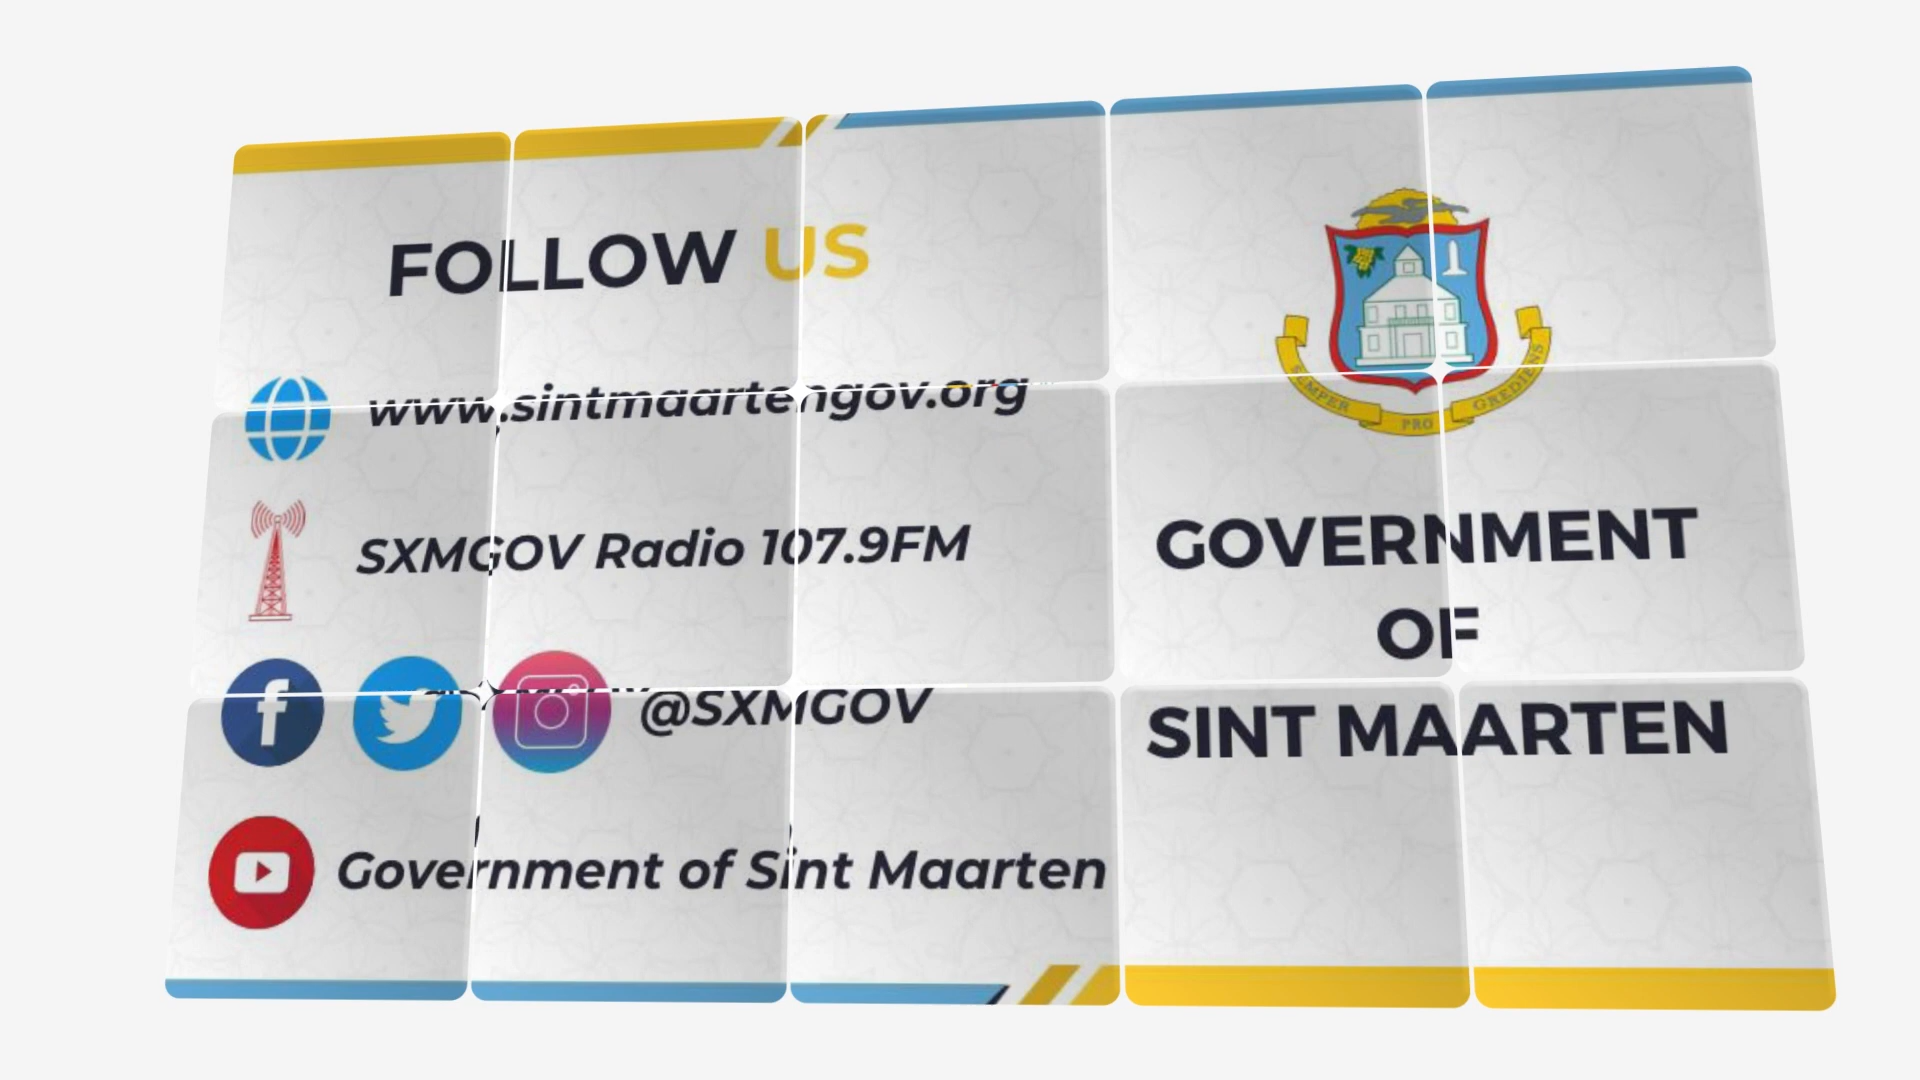 FOLLOW US
www.sintmaartengov.org
SXMGOV Radio 107.9FM
@SXMGOV
Government of Sint Maarten
SEMPER PRO GREDIENS
GOVERNMENT
OF
SINT MAARTEN